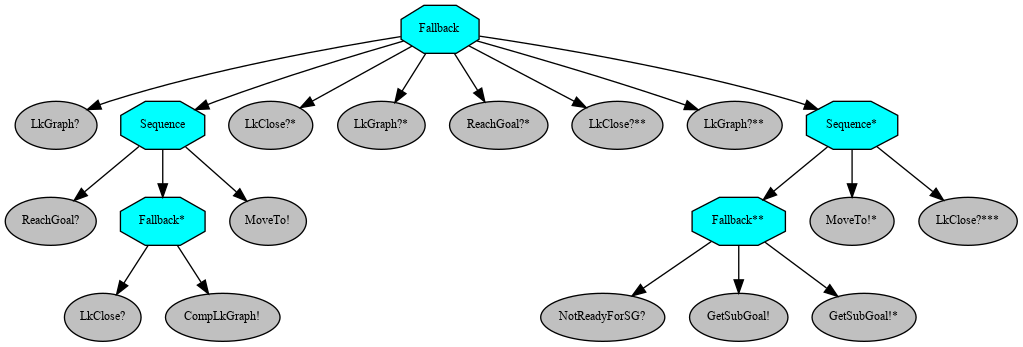 Fallback
LkGraph?
Sequence
LkClose?*
LkGraph?*
ReachGoal?*
LkClose?**
LkGraph?**
Sequence*
ReachGoal?
Fallback*
MoveTo!
Fallback**
MoveTo!*
LkClose?***
LkClose?
CompLkGraph!
NotReadyForSG?
GetSubGoal!
GetSubGoal!*